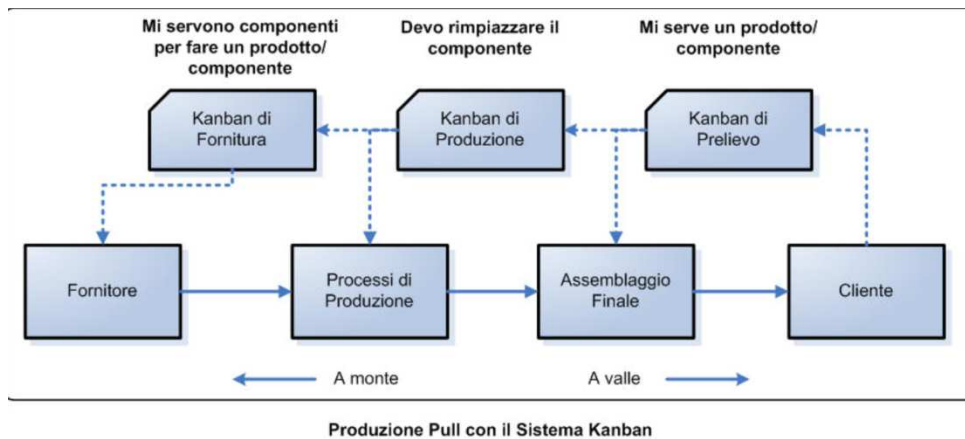 Mi servono componenti
per fare un prodotto/
componente
Devo rimpiazzare il
componente
Mi serve un prodotto/
componente
Kanban di
Fornitura
Kanban di
Produzione
Kanban di
Prelievo
Fornitore
Processi di
Produzione
Assemblaggio
Finale
Cliente
A monte
A valle
Produzione Pull con il Sistema Kanban